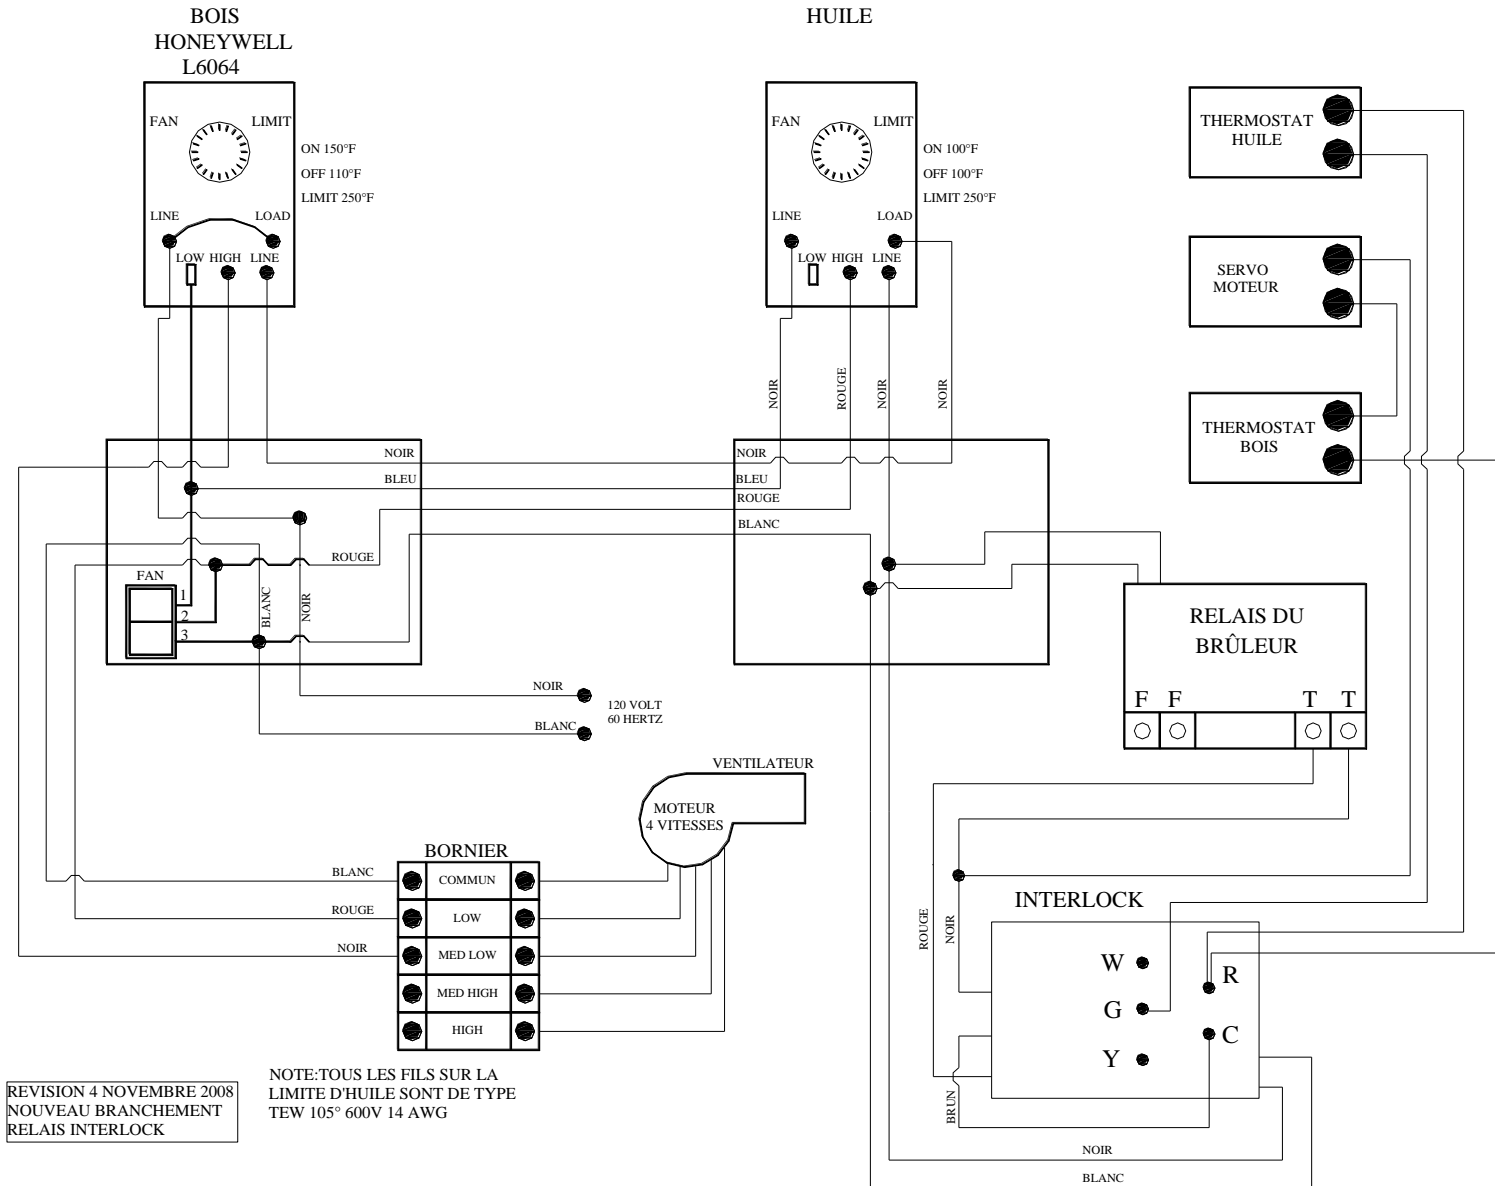 BOIS
HONEYWELL
L6064
HUILE
FAN
LIMIT
ON 150°F
OFF 110°F
LIMIT 250°F
LINE
LOAD
LOW
HIGH
LINE
FAN
LIMIT
ON 100°F
OFF 100°F
LIMIT 250°F
LINE
LOAD
LOW
HIGH
LINE
THERMOSTAT
HUILE
SERVO
MOTEUR
THERMOSTAT
BOIS
NOIR
ROUGE
NOIR
NOIR
NOIR
BLEU
NOIR
BLEU
ROUGE
BLANC
ROUGE
FAN
1
2
3
BLANC
NOIR
NOIR
BLANC
120 VOLT
60 HERTZ
RELAIS DU
BRÛLEUR
F
F
T
T
VENTILATEUR
MOTEUR
4 VITESSES
BORNIER
BLANC
COMMUN
ROUGE
LOW
NOIR
MED LOW
MED HIGH
HIGH
INTERLOCK
ROUGE
NOIR
BRUN
W
G
Y
R
C
NOIR
BLANC
REVISION 4 NOVEMBRE 2008
NOUVEAU BRANCHEMENT
RELAIS INTERLOCK
NOTE:TOUS LES FILS SUR LA
LIMITE D'HUILE SONT DE TYPE
TEW 105° 600V 14 AWG